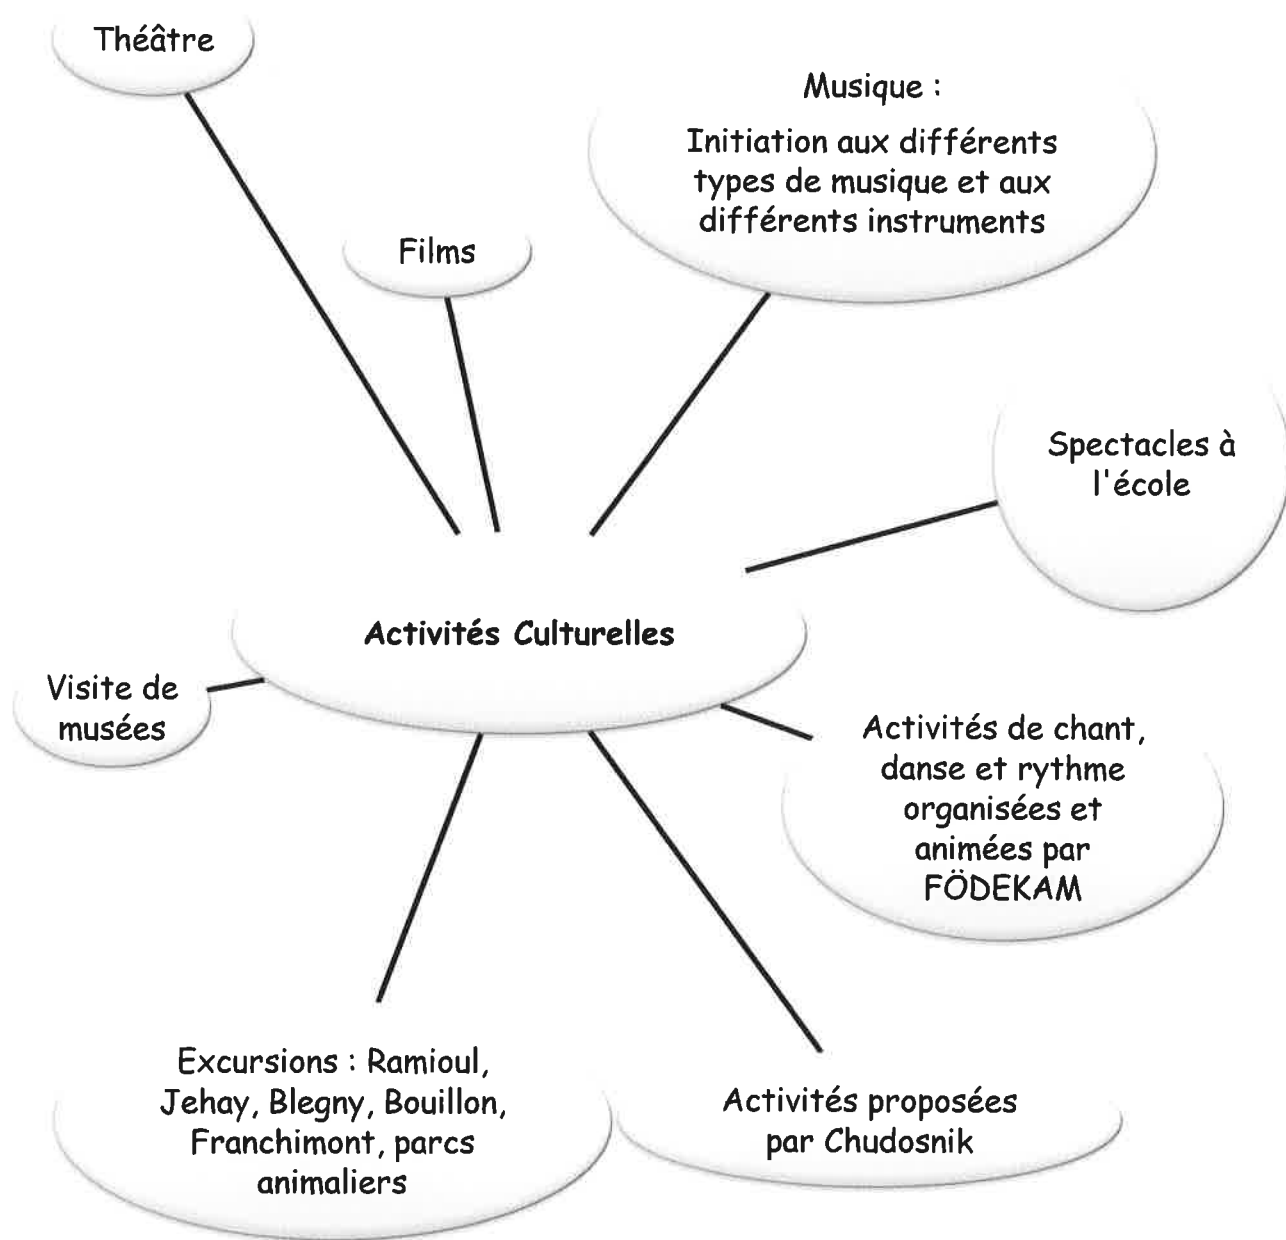 Théâtre
Musique :
Initiation aux différents
types de musique et aux
différents instruments
Films
Spectacles à
l'école
Activités Culturelles
Visite de
musées
Activités de chant,
danse et rythme
organisées et
animées par
FÖDEKAM
Excursions : Ramioul,
Jehay, Blegny, Bouillon,
Franchimont, parcs
animaliers
Activités proposées
par Chudosnik